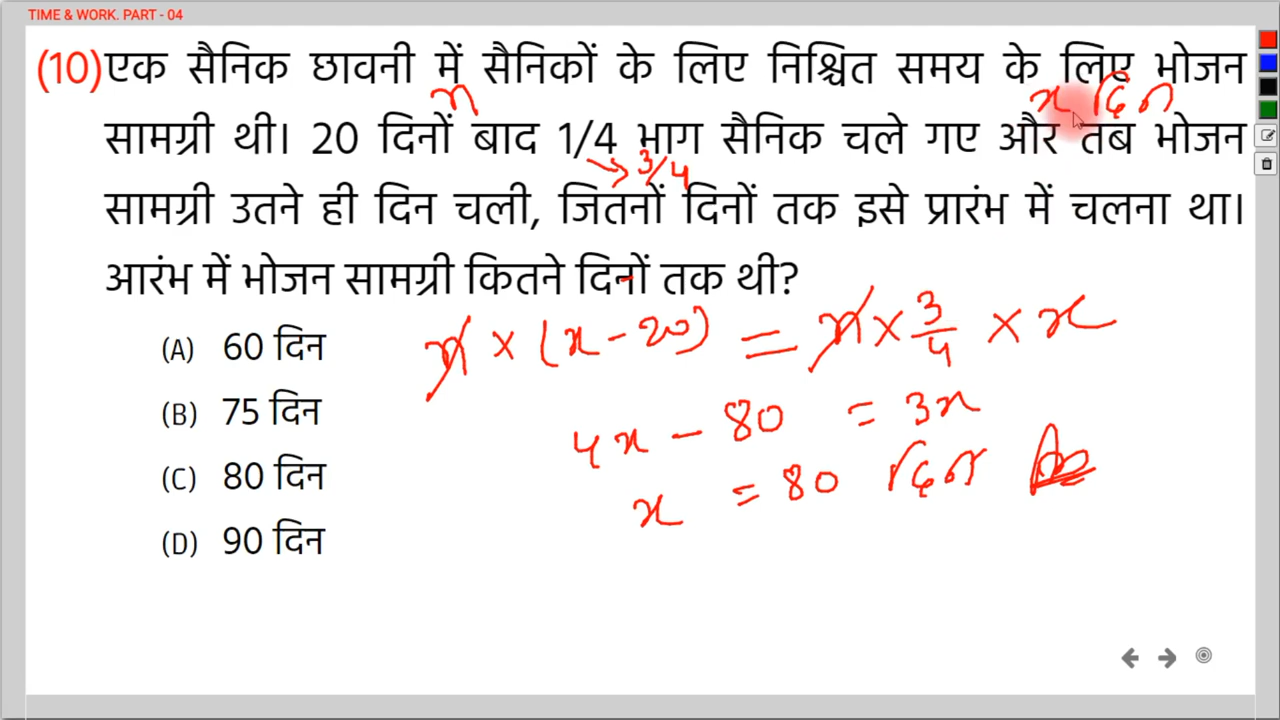 TIME & WORK. PART - 04
(10) एक सैनिक छावनी में सैनिकों के लिए निश्चित समय के लिए भोजन
n x दिन
सामग्री थी। 20 दिनों बाद 1/4 भाग सैनिक चले गए और तब भोजन
→ 3/4
सामग्री उतने ही दिन चली, जितनों दिनों तक इसे प्रारंभ में चलना था।
आरंभ में भोजन सामग्री कितने दिनों तक थी?
n × (x - 20) = n × 3/4 × x
(A) 60 दिन
4x - 80 = 3x
(B) 75 दिन
x = 80 दिन
(C) 80 दिन
(D) 90 दिन